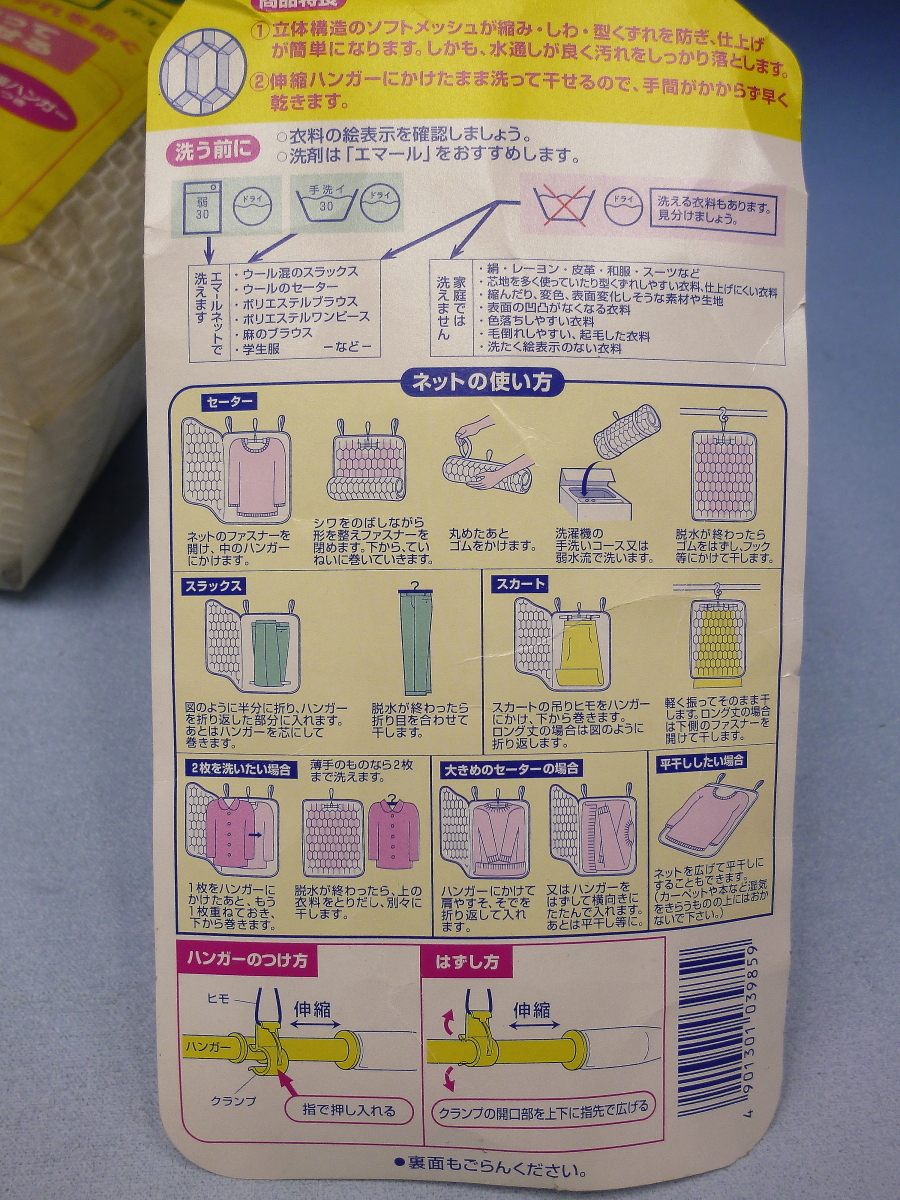 商品特長
①立体構造のソフトメッシュが縮み・しわ・型くずれを防ぎ、仕上げ
が簡単になります。しかも、水通しが良く汚れをしっかり落とします。
②伸縮ハンガーにかけたまま洗って干せるので、手間がかからず早く
乾きます。
洗う前に
○衣料の絵表示を確認しましょう。
○洗剤は「エマール」をおすすめします。
弱
30
ドライ
手洗イ
30
ドライ
ドライ
洗える衣料もあります。
見分けましょう。
エマールネットで
洗えます
・ウール混のスラックス
・ウールのセーター
・ポリエステルブラウス
・ポリエステルワンピース
・麻のブラウス
・学生服 −など−
家庭では
洗えません
・絹・レーヨン・皮革・和服・スーツなど
・芯地を多く使っていたり型くずれしやすい衣料、仕上げにくい衣料
・縮んだり、変色、表面変化しそうな素材や生地
・表面の凹凸がなくなる衣料
・色落ちしやすい衣料
・毛倒れしやすい、起毛した衣料
・洗たく絵表示のない衣料
ネットの使い方
セーター
ネットのファスナーを
開け、中のハンガー
にかけます。
シワをのばしながら
形を整えファスナーを
閉めます。下から、てい
ねいに巻いていきます。
丸めたあと
ゴムをかけます。
洗濯機の
手洗いコース又は
弱水流で洗います。
脱水が終わったら
ゴムをはずし、フック
等にかけて干します。
スラックス
図のように半分に折り、ハンガー
を折り返した部分に入れます。
あとはハンガーを芯にして
巻きます。
脱水が終わったら
折り目を合わせて
干します。
スカート
スカートの吊りヒモをハンガー
にかけ、下から巻きます。
ロング丈の場合は図のように
折り返します。
軽く振ってそのまま干
します。ロング丈の場合
は下側のファスナーを
開けて干します。
2枚を洗いたい場合
薄手のものなら2枚
まで洗えます。
1枚をハンガーに
かけたあと、もう
1枚重ねておき、
下から巻きます。
脱水が終わったら、上の
衣料をとりだし、別々に
干します。
大きめのセーターの場合
ハンガーにかけて
肩やすそ、そでを
折り返して入れ
ます。
又はハンガーを
はずして横向きに
たたんで入れます。
あとは平干し等に。
平干ししたい場合
ネットを広げて平干しに
することもできます。
(カーペットや本など湿気
をきらうものの上にはおか
ないで下さい。)
ハンガーのつけ方
ヒモ
伸縮
ハンガー
クランプ
指で押し入れる
はずし方
伸縮
クランプの開口部を上下に指先で広げる
4 901301 039859
●裏面もごらんください。